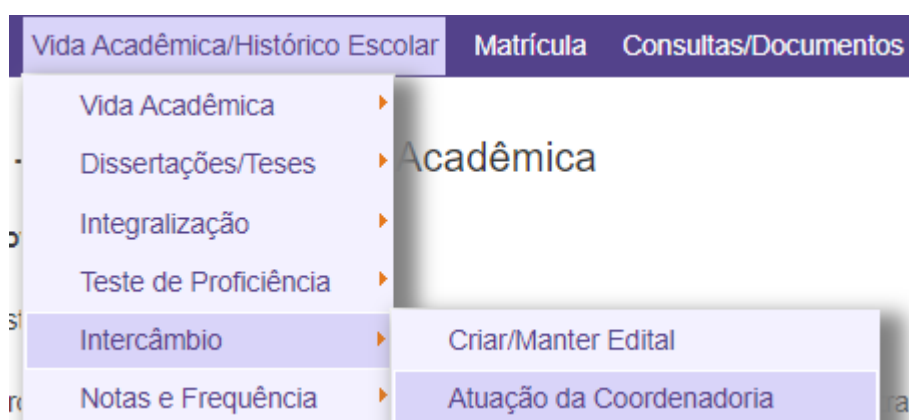 Vida Acadêmica/Histórico Escolar Matrícula Consultas/Documentos
Vida Acadêmica
Acadêmica
Dissertações/Teses
Integralização
Teste de Proficiência
Intercâmbio
Criar/Manter Edital
Notas e Frequência
Atuação da Coordenadoria